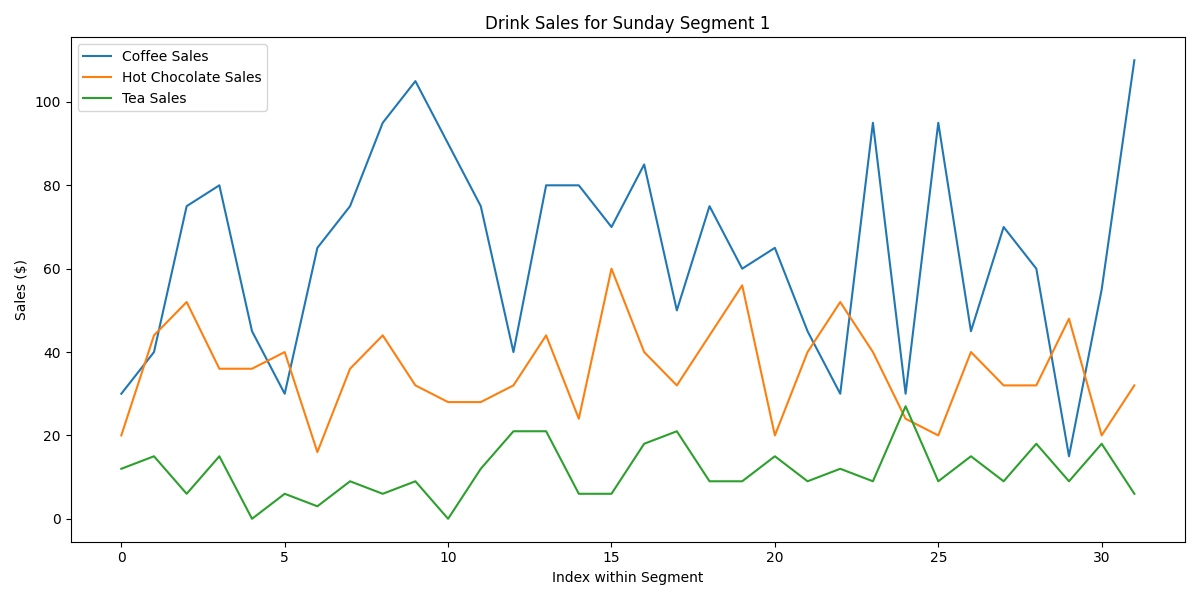 Drink Sales for Sunday Segment 1
Coffee Sales
Hot Chocolate Sales
Tea Sales
100
80
60
40
20
0
Sales ($)
0 5 10 15 20 25 30
Index within Segment